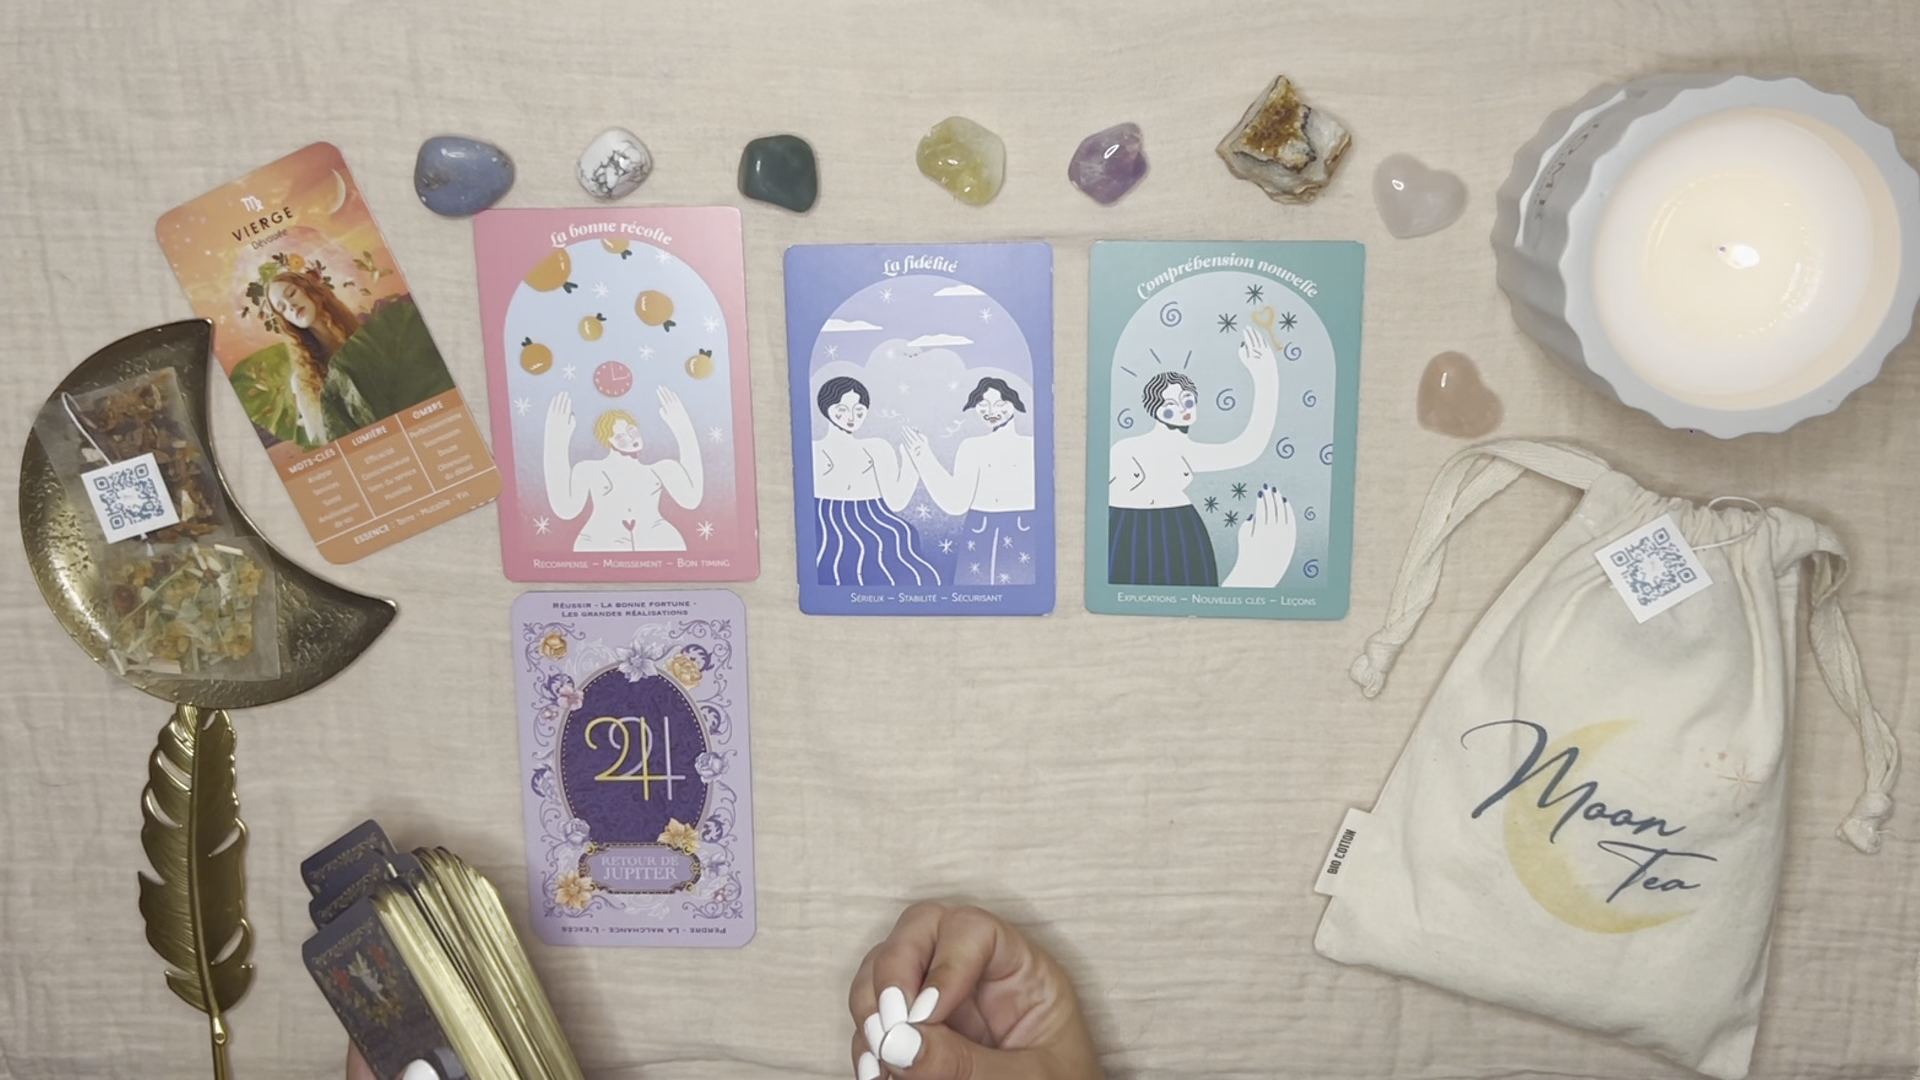 VIERGE
Dévouée
MOTS-CLÉS
LUMIÈRE
OMBRE
Efficacité
Perfectionnisme
ESSENCE : Terre - Mutable - Yin
La bonne récolte
RÉCOMPENSE – MÛRISSEMENT – BON TIMING
La fidélité
SÉRIEUX – STABILITÉ – SÉCURISANT
Compréhension nouvelle
EXPLICATIONS – NOUVELLES CLÉS – LEÇONS
RÉUSSIR - LA BONNE FORTUNE -
LES GRANDES RÉALISATIONS
RETOUR DE
JUPITER
PERDRE - LA MALCHANCE - L'EXCÈS
BIO COTTON
Moon
Tea